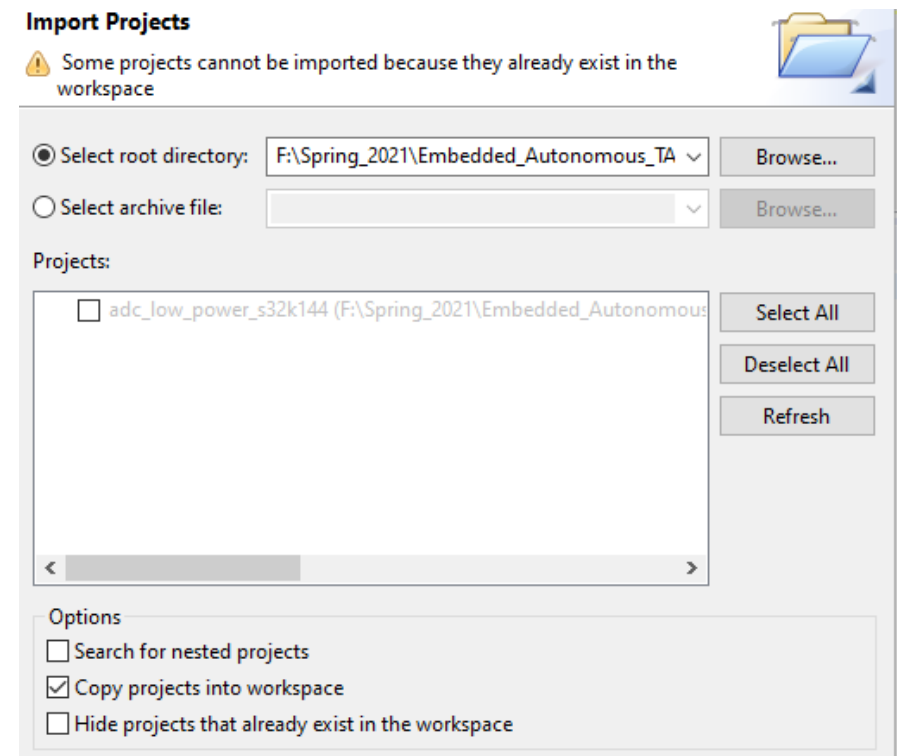 Import Projects
Some projects cannot be imported because they already exist in the
workspace
Select root directory: F:\Spring_2021\Embedded_Autonomous_TA Browse...
Select archive file: Browse...
Projects:
adc_low_power_s32k144 (F:\Spring_2021\Embedded_Autonomous Select All
Deselect All
Refresh
Options
Search for nested projects
Copy projects into workspace
Hide projects that already exist in the workspace